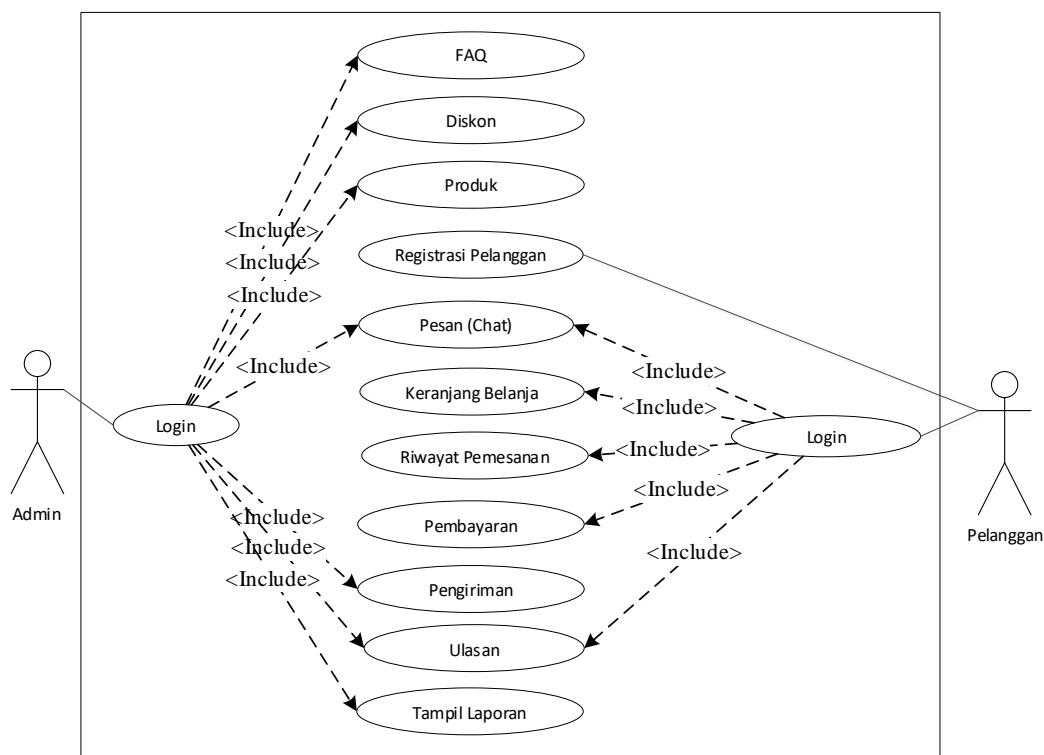 FAQ
Diskon
Produk
<Include>
<Include>
<Include>
Registrasi Pelanggan
Pesan (Chat)
<Include>
<Include>
Keranjang Belanja
<Include>
Login
Login
Riwayat Pemesanan
<Include>
<Include>
Admin
Pembayaran
Pelanggan
<Include>
<Include>
<Include>
<Include>
Pengiriman
Ulasan
Tampil Laporan